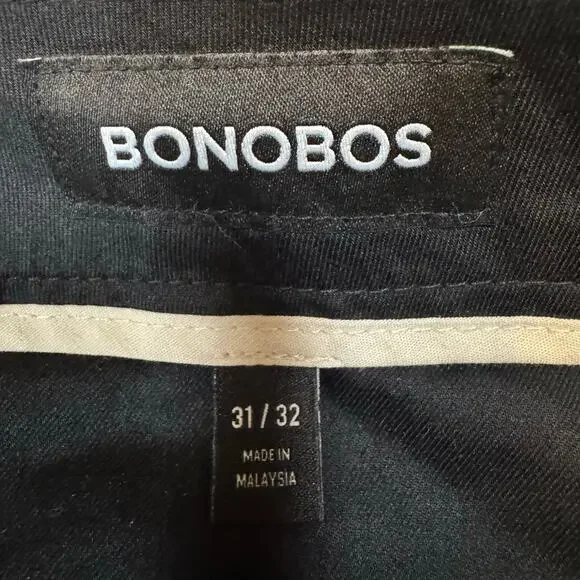 BONOBOS
31 / 32
MADE IN
MALAYSIA